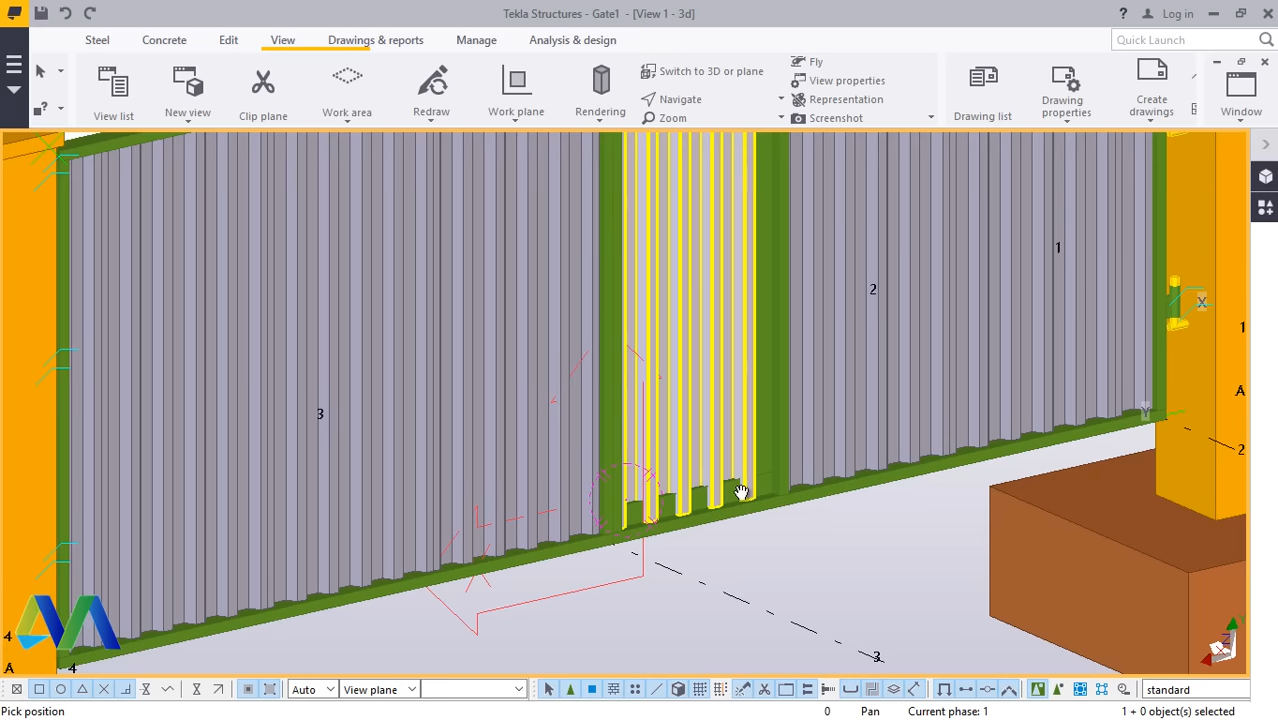 Tekla Structures - Gate1 - [View 1 - 3d]
? Log in
Steel Concrete Edit View Drawings & reports Manage Analysis & design
Quick Launch
View list
New view
Clip plane
Work area
Redraw
Work plane
Rendering
Switch to 3D or plane
Navigate
Zoom
Fly
View properties
Representation
Screenshot
Drawing list
Drawing properties
Create drawings
Window
1
2
3
X
1
A
Y
2
3
4
A
4
Auto
View plane
standard
Pick position
0
Pan
Current phase: 1
1 + 0 object(s) selected